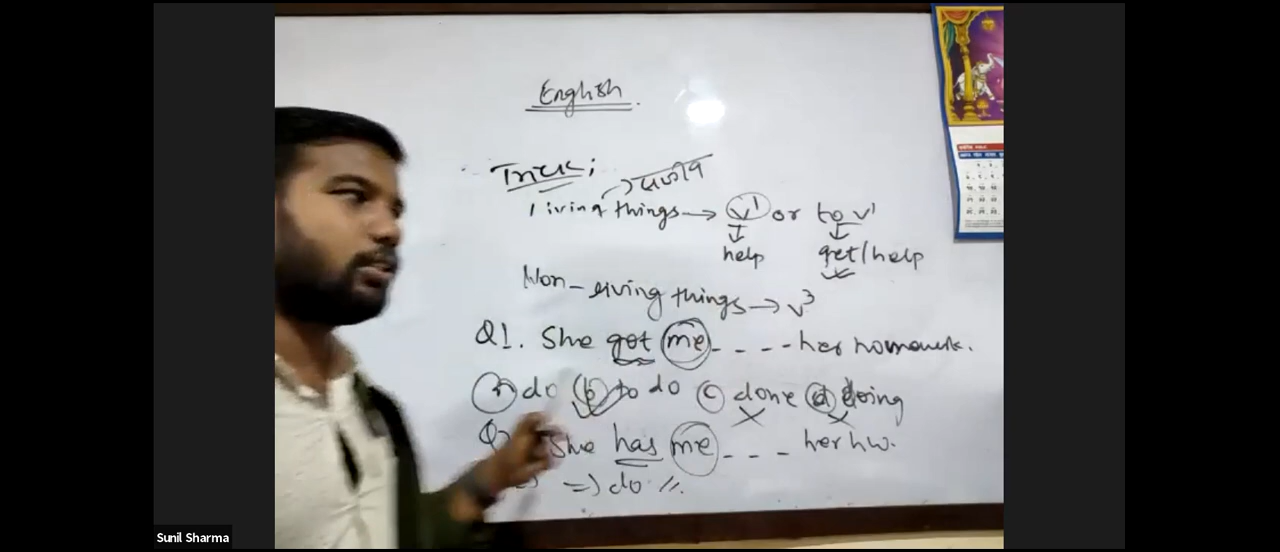 English.
Trick:
सजीव
Living things → V¹ or to V¹
help get/help
Non-living things → V³
Q1. She got me - - - - her homework.
(a) do (b) to do (c) done (d) doing
She has me - - - her hw.
=) do //.
Sunil Sharma